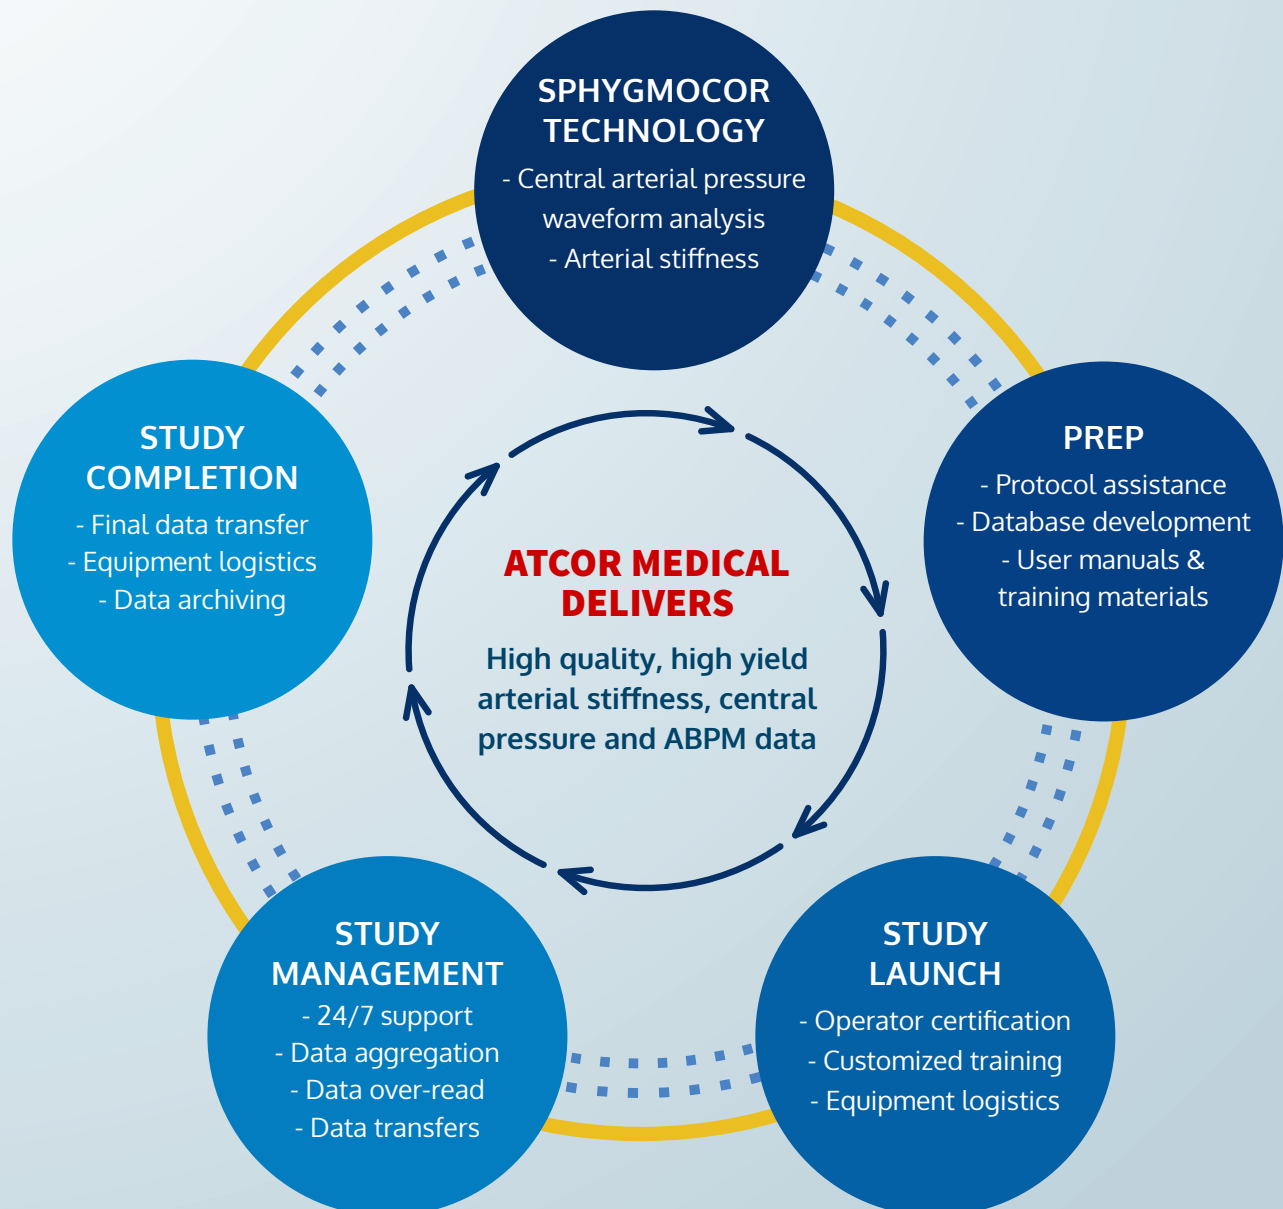 SPHYGMOCOR
TECHNOLOGY
- Central arterial pressure
waveform analysis
- Arterial stiffness
PREP
- Protocol assistance
- Database development
- User manuals &
training materials
STUDY
LAUNCH
- Operator certification
- Customized training
- Equipment logistics
STUDY
MANAGEMENT
- 24/7 support
- Data aggregation
- Data over-read
- Data transfers
STUDY
COMPLETION
- Final data transfer
- Equipment logistics
- Data archiving
ATCOR MEDICAL
DELIVERS
High quality, high yield
arterial stiffness, central
pressure and ABPM data